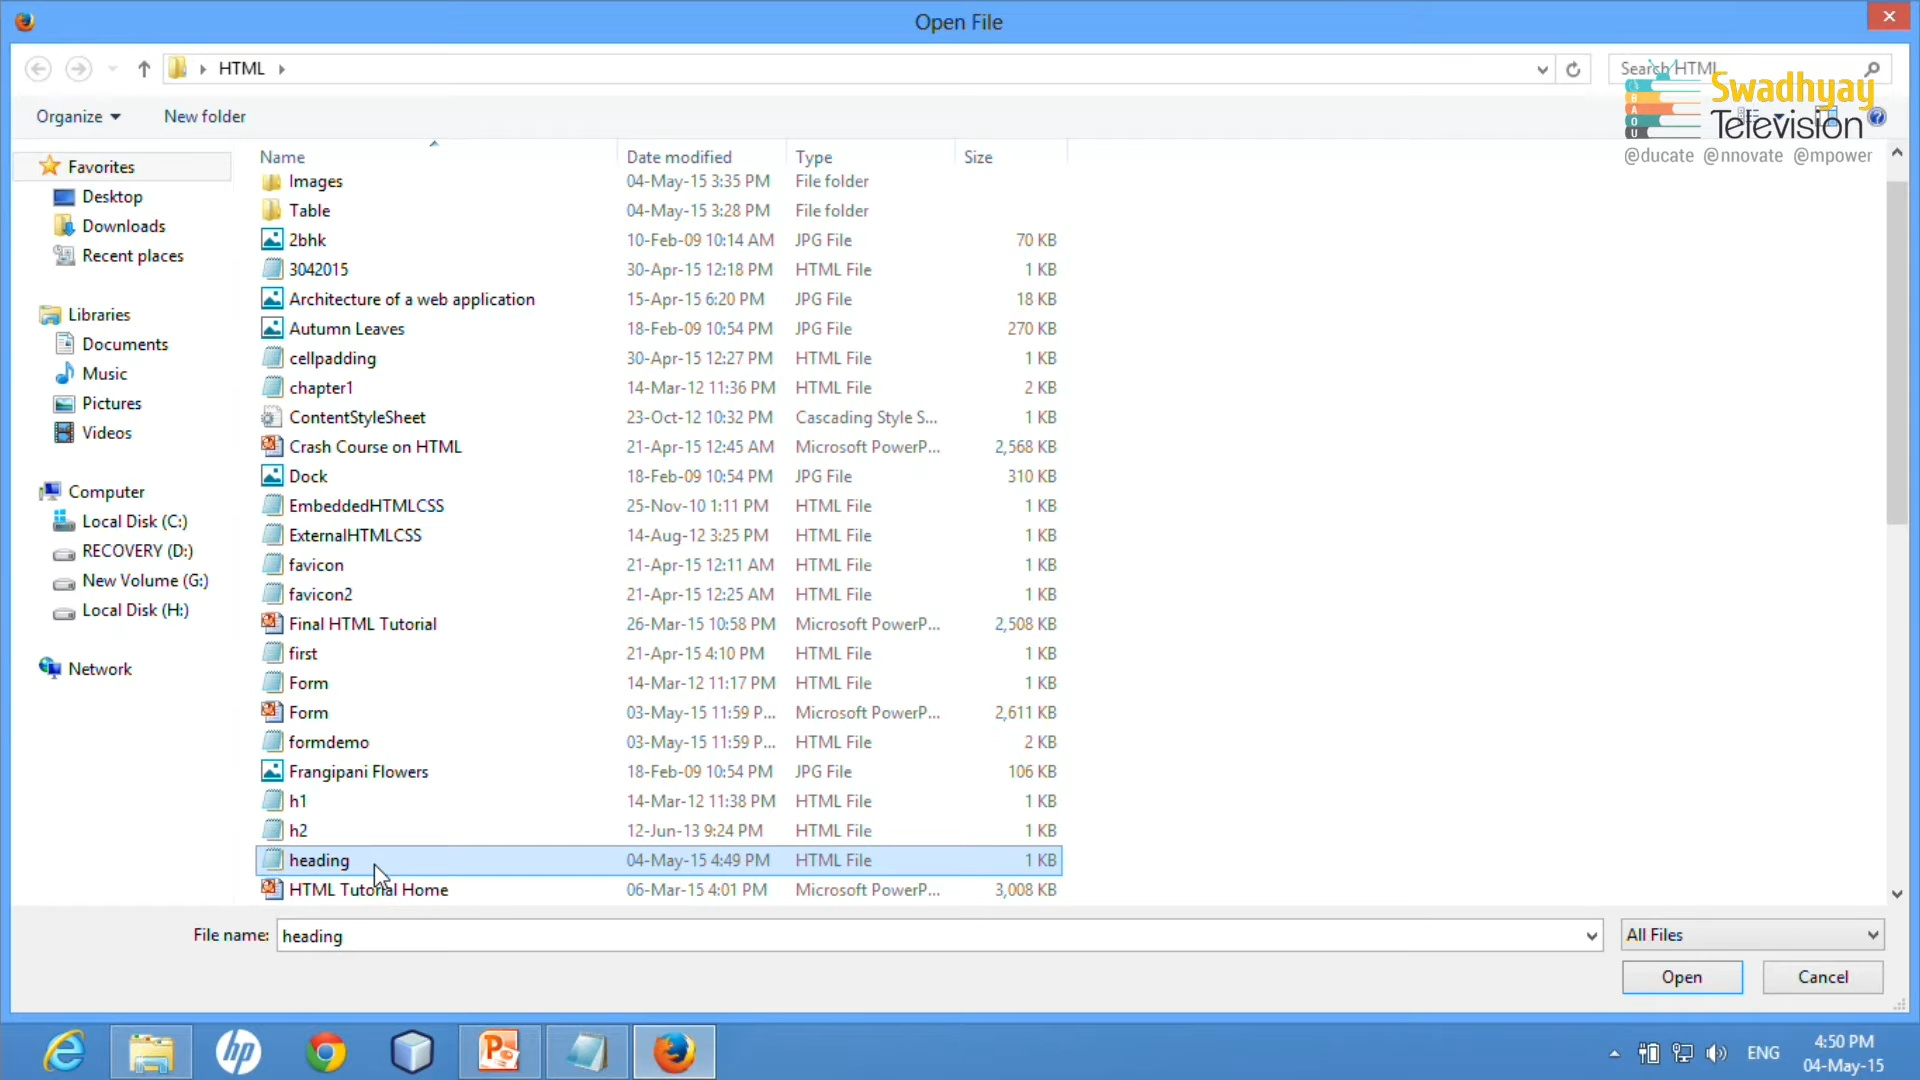 Open File
HTML
Search HTML
Organize
New folder
Swadhyay
Television
@ducate @nnovate @mpower
B
A
O
U
Name Date modified Type Size
Favorites
Desktop
Downloads
Recent places
Libraries
Documents
Music
Pictures
Videos
Computer
Local Disk (C:)
RECOVERY (D:)
New Volume (G:)
Local Disk (H:)
Network
Images 04-May-15 3:35 PM File folder
Table 04-May-15 3:28 PM File folder
2bhk 10-Feb-09 10:14 AM JPG File 70 KB
3042015 30-Apr-15 12:18 PM HTML File 1 KB
Architecture of a web application 15-Apr-15 6:20 PM JPG File 18 KB
Autumn Leaves 18-Feb-09 10:54 PM JPG File 270 KB
cellpadding 30-Apr-15 12:27 PM HTML File 1 KB
chapter1 14-Mar-12 11:36 PM HTML File 2 KB
ContentStyleSheet 23-Oct-12 10:32 PM Cascading Style S... 1 KB
Crash Course on HTML 21-Apr-15 12:45 AM Microsoft PowerP... 2,568 KB
Dock 18-Feb-09 10:54 PM JPG File 310 KB
EmbeddedHTMLCSS 25-Nov-10 1:11 PM HTML File 1 KB
ExternalHTMLCSS 14-Aug-12 3:25 PM HTML File 1 KB
favicon 21-Apr-15 12:11 AM HTML File 1 KB
favicon2 21-Apr-15 12:25 AM HTML File 1 KB
Final HTML Tutorial 26-Mar-15 10:58 PM Microsoft PowerP... 2,508 KB
first 21-Apr-15 4:10 PM HTML File 1 KB
Form 14-Mar-12 11:17 PM HTML File 1 KB
Form 03-May-15 11:59 P... Microsoft PowerP... 2,611 KB
formdemo 03-May-15 11:59 P... HTML File 2 KB
Frangipani Flowers 18-Feb-09 10:54 PM JPG File 106 KB
h1 14-Mar-12 11:38 PM HTML File 1 KB
h2 12-Jun-13 9:24 PM HTML File 1 KB
heading 04-May-15 4:49 PM HTML File 1 KB
HTML Tutorial Home 06-Mar-15 4:01 PM Microsoft PowerP... 3,008 KB
File name: heading
All Files
Open
Cancel
hp
ENG
4:50 PM
04-May-15